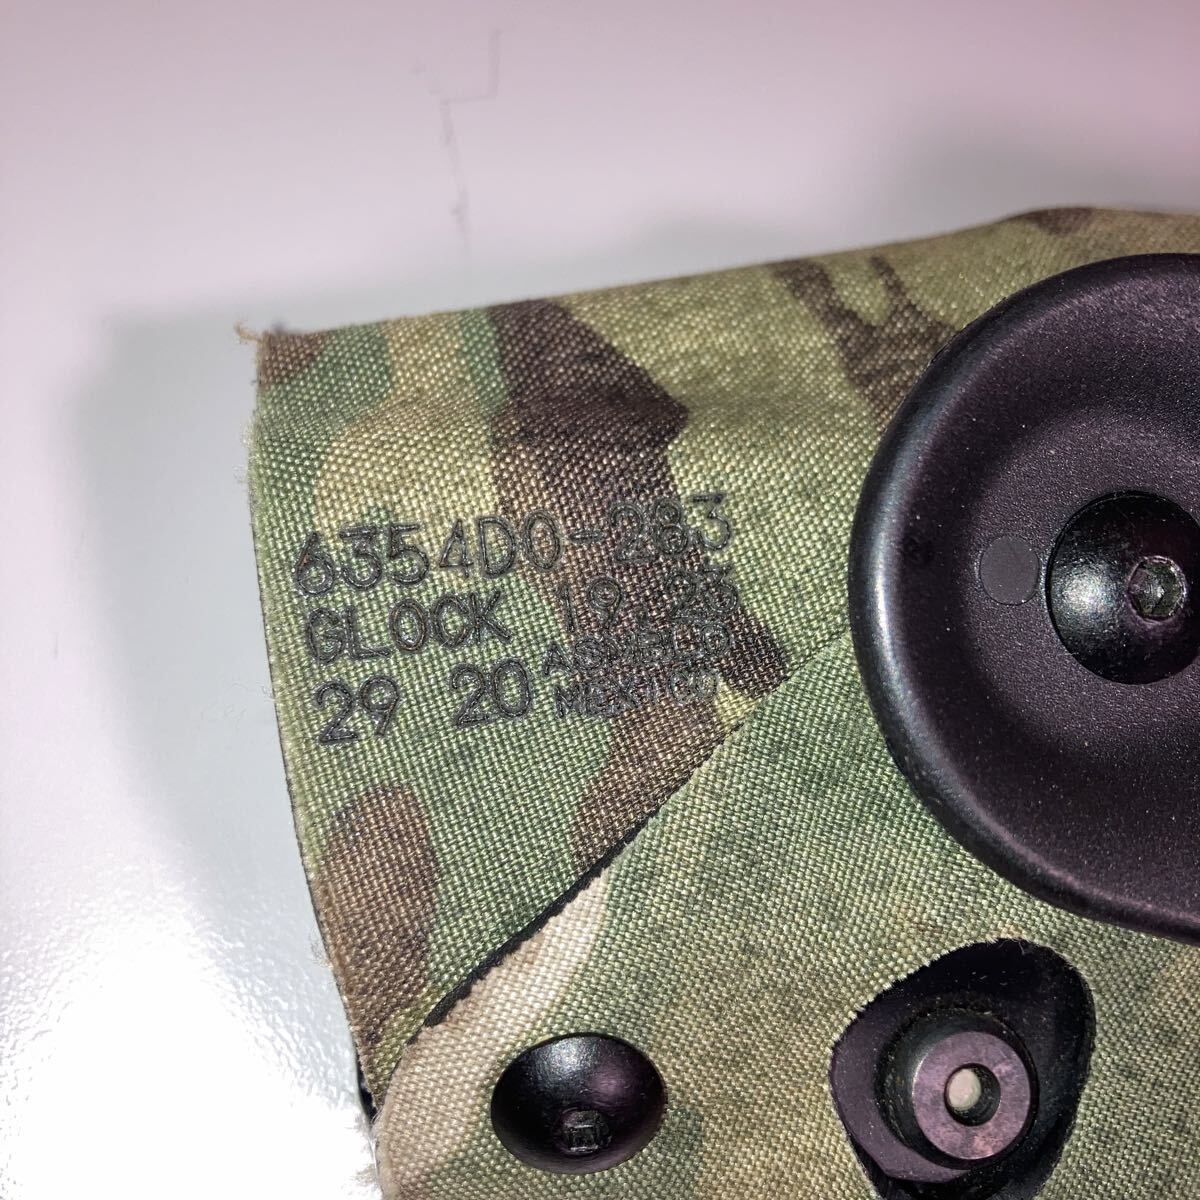 6354DO-283
GLOCK 19,23
29 20 ASMBLD
MEXICO